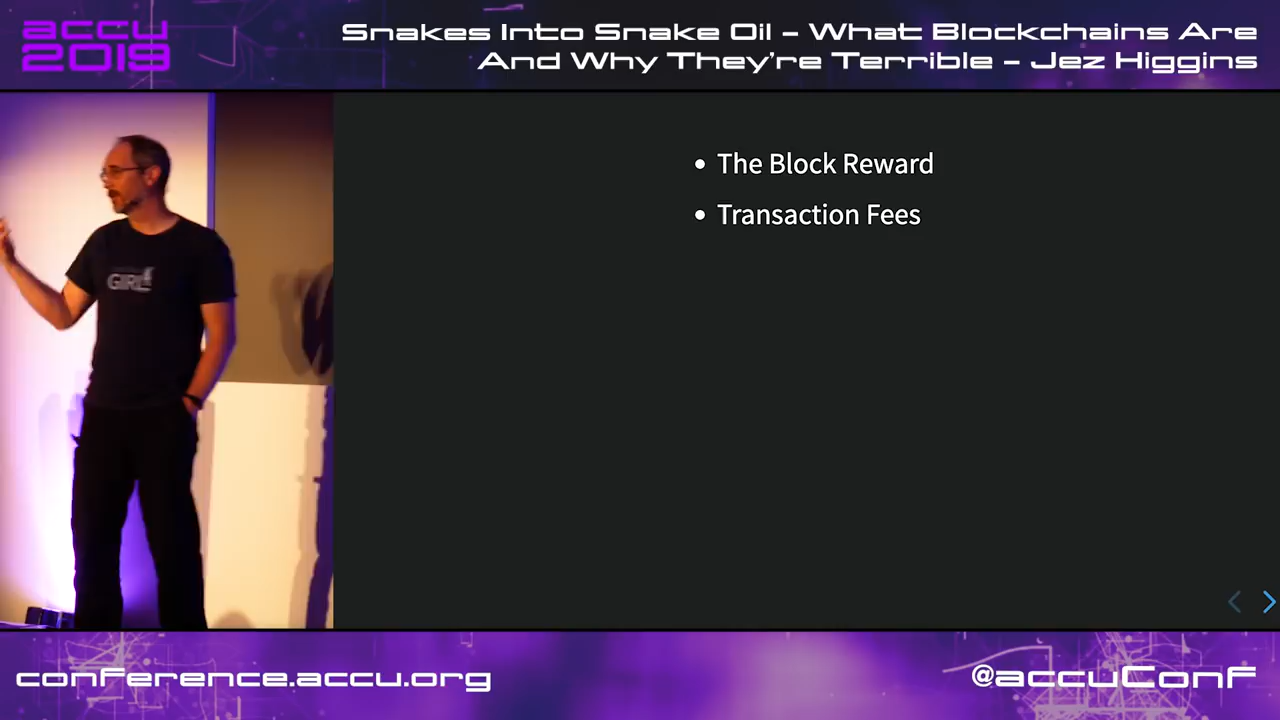 accu
2019
Snakes Into Snake Oil – What Blockchains Are
And Why They're Terrible – Jez Higgins
GIRL
• The Block Reward
• Transaction Fees
conference.accu.org
@accuConf